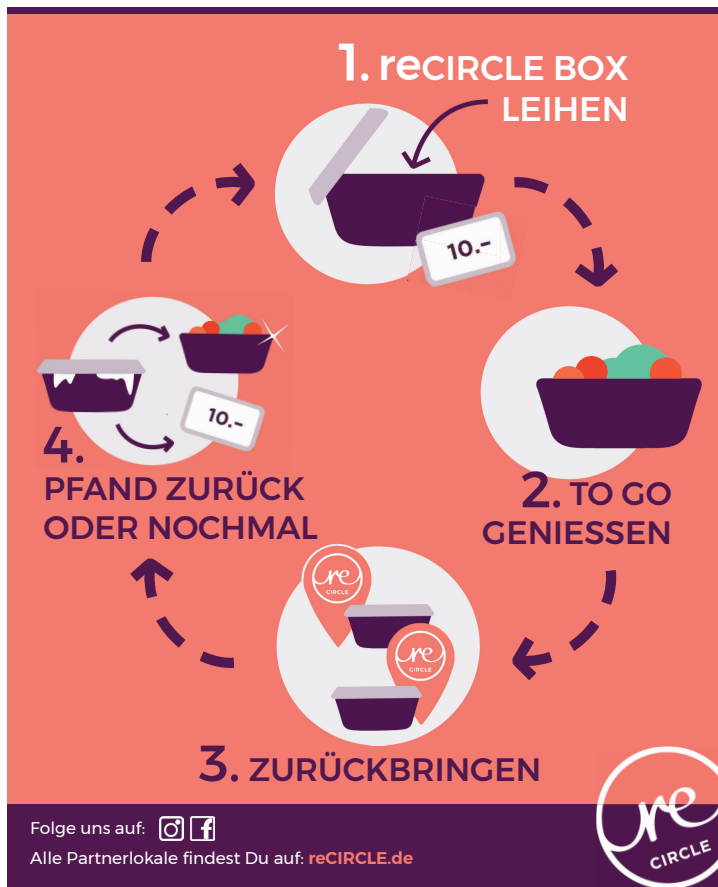 1. reCIRCLE BOX
LEIHEN
10.-
2. TO GO
GENIESSEN
re
CIRCLE
re
CIRCLE
3. ZURÜCKBRINGEN
10.-
4.
PFAND ZURÜCK
ODER NOCHMAL
Folge uns auf:
Alle Partnerlokale findest Du auf: reCIRCLE.de
re
CIRCLE